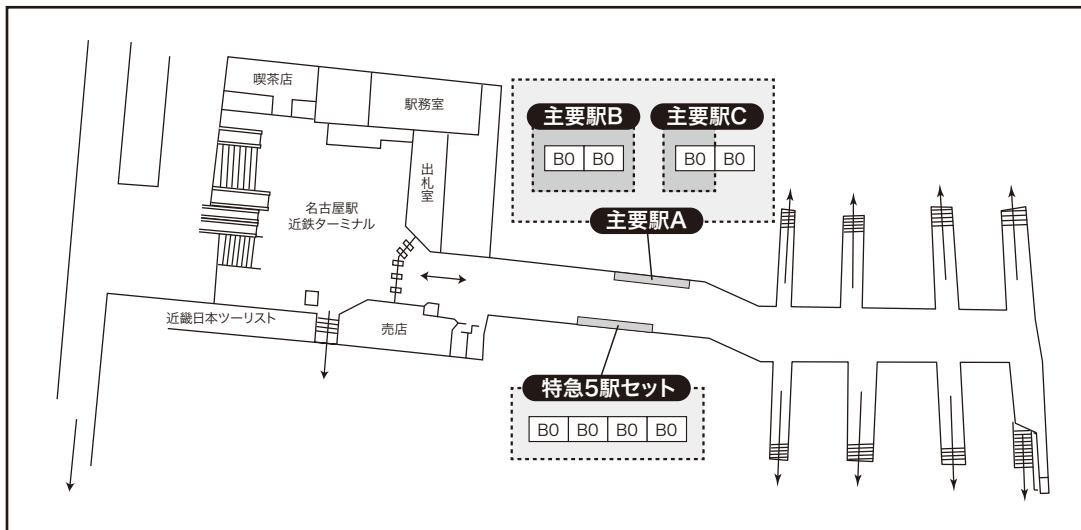 喫茶店
駅務室
出札室
名古屋駅
近鉄ターミナル
近畿日本ツーリスト
売店
主要駅B
B0 B0
主要駅C
B0 B0
主要駅A
特急5駅セット
B0 B0 B0 B0